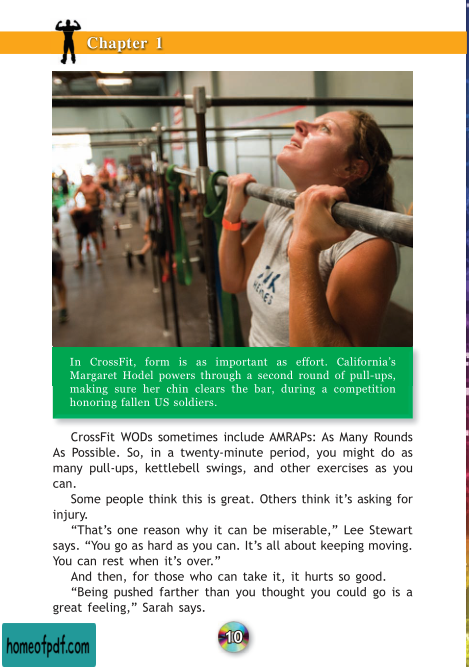 Chapter 1
In CrossFit, form is as important as effort. California's
Margaret Hodel powers through a second round of pull-ups,
making sure her chin clears the bar, during a competition
honoring fallen US soldiers.
CrossFit WODs sometimes include AMRAPs: As Many Rounds
As Possible. So, in a twenty-minute period, you might do as
many pull-ups, kettlebell swings, and other exercises as you
can.
Some people think this is great. Others think it's asking for
injury.
“That's one reason why it can be miserable,” Lee Stewart
says. “You go as hard as you can. It's all about keeping moving.
You can rest when it's over.”
And then, for those who can take it, it hurts so good.
“Being pushed farther than you thought you could go is a
great feeling,” Sarah says.
10
homeofpdf.com